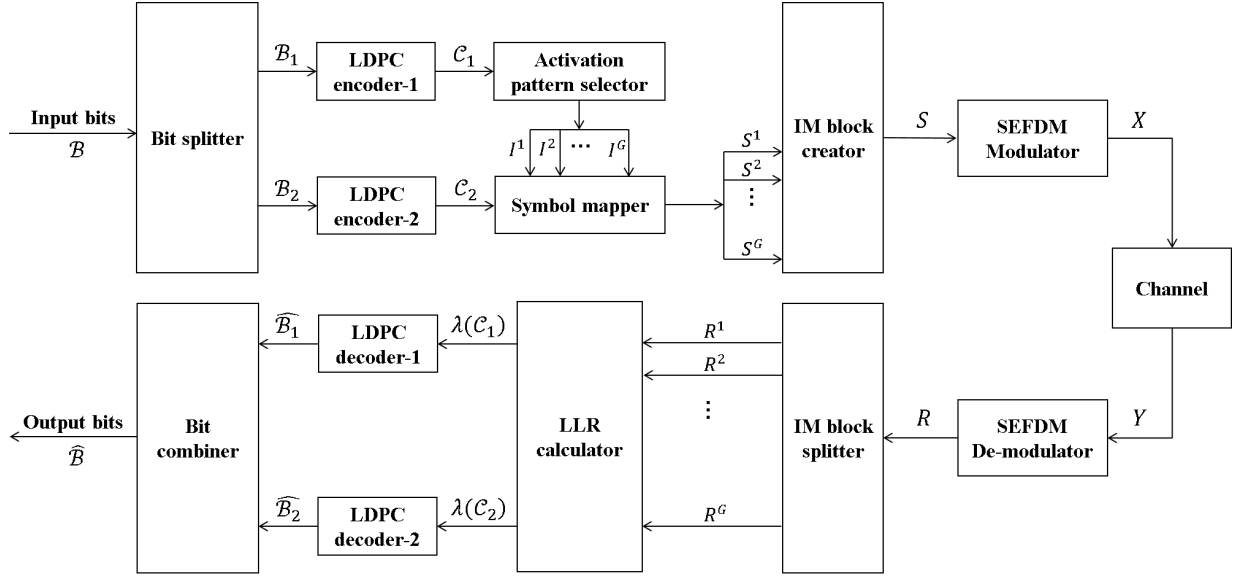 Input bits
ℬ
Bit splitter
ℬ₁
LDPC
encoder-1
𝒞₁
Activation
pattern selector
I¹ I² ⋯ I^G
ℬ₂
LDPC
encoder-2
𝒞₂
Symbol mapper
S¹
S²
⋮
S^G
IM block
creator
S
SEFDM
Modulator
X
Channel
Output bits
ℬ̂
Bit
combiner
ℬ̂₁
LDPC
decoder-1
λ(𝒞₁)
ℬ̂₂
LDPC
decoder-2
λ(𝒞₂)
LLR
calculator
R¹
R²
⋮
R^G
IM block
splitter
R
SEFDM
De-modulator
Y